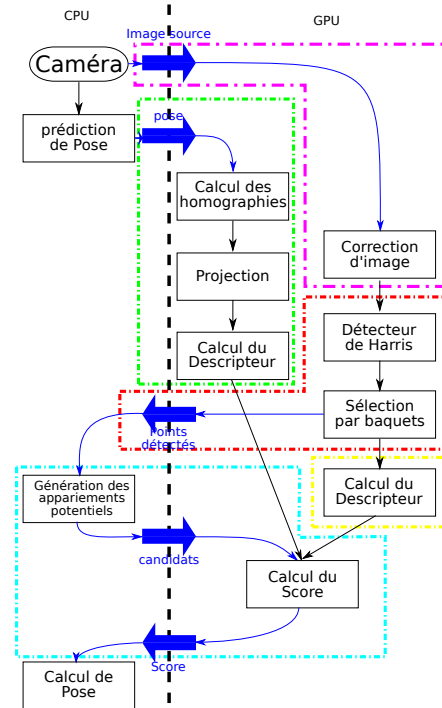 CPU
GPU
Image source
Caméra
pose
prédiction
de Pose
Calcul des
homographies
Correction
d'image
Projection
Détecteur
de Harris
Calcul du
Descripteur
Sélection
par baquets
Points
détectés
Génération des
appariements
potentiels
Calcul du
Descripteur
candidats
Calcul du
Score
Score
Calcul de
Pose